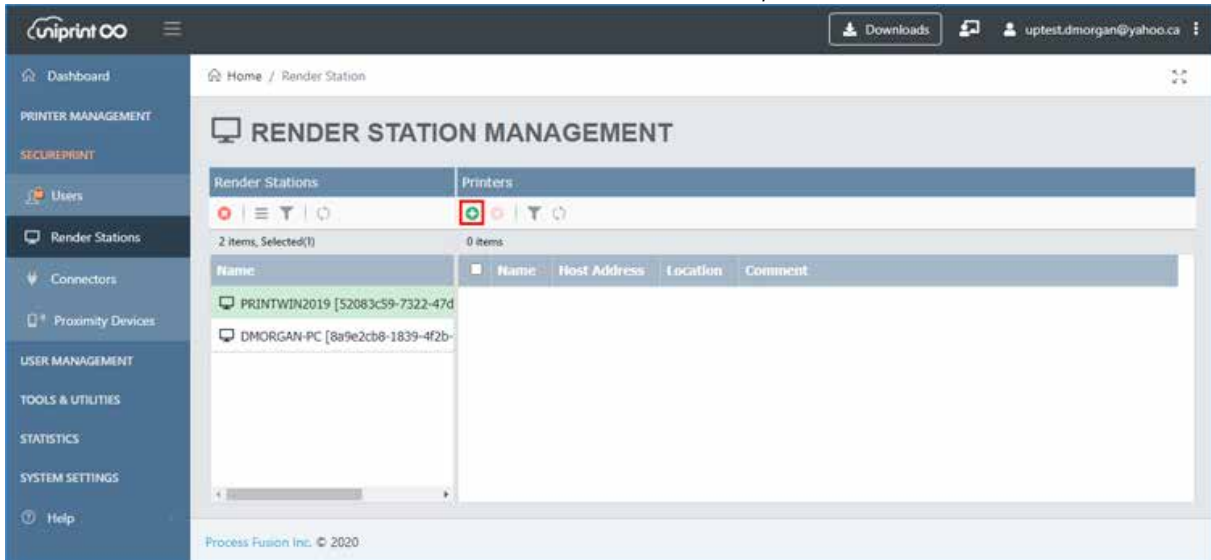 uniprint
Downloads
uptest.dmorgan@yahoo.ca
Dashboard
Home / Render Station
PRINTER MANAGEMENT
RENDER STATION MANAGEMENT
SECUREPRINT
Render Stations
Printers
Users
Render Stations
2 items, Selected(1)
0 items
Name
Name Host Address Location Comment
Connectors
PRINTWIN2019 [52083c59-7322-47d
Proximity Devices
DMORGAN-PC [8a9e2cb8-1839-4f2b-
USER MANAGEMENT
TOOLS & UTILITIES
STATISTICS
SYSTEM SETTINGS
Help
Process Fusion Inc. © 2020